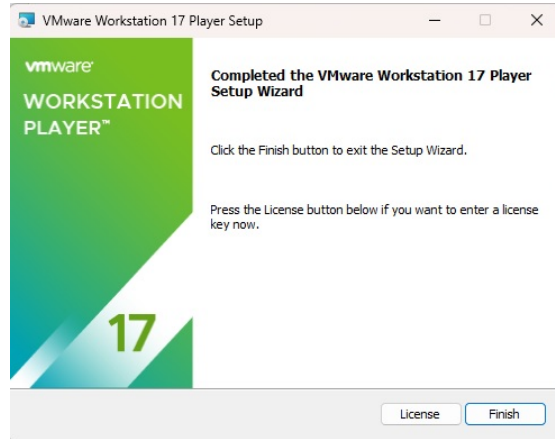 VMware Workstation 17 Player Setup
vmware®
WORKSTATION
PLAYER™
17
Completed the VMware Workstation 17 Player
Setup Wizard
Click the Finish button to exit the Setup Wizard.
Press the License button below if you want to enter a license
key now.
License
Finish